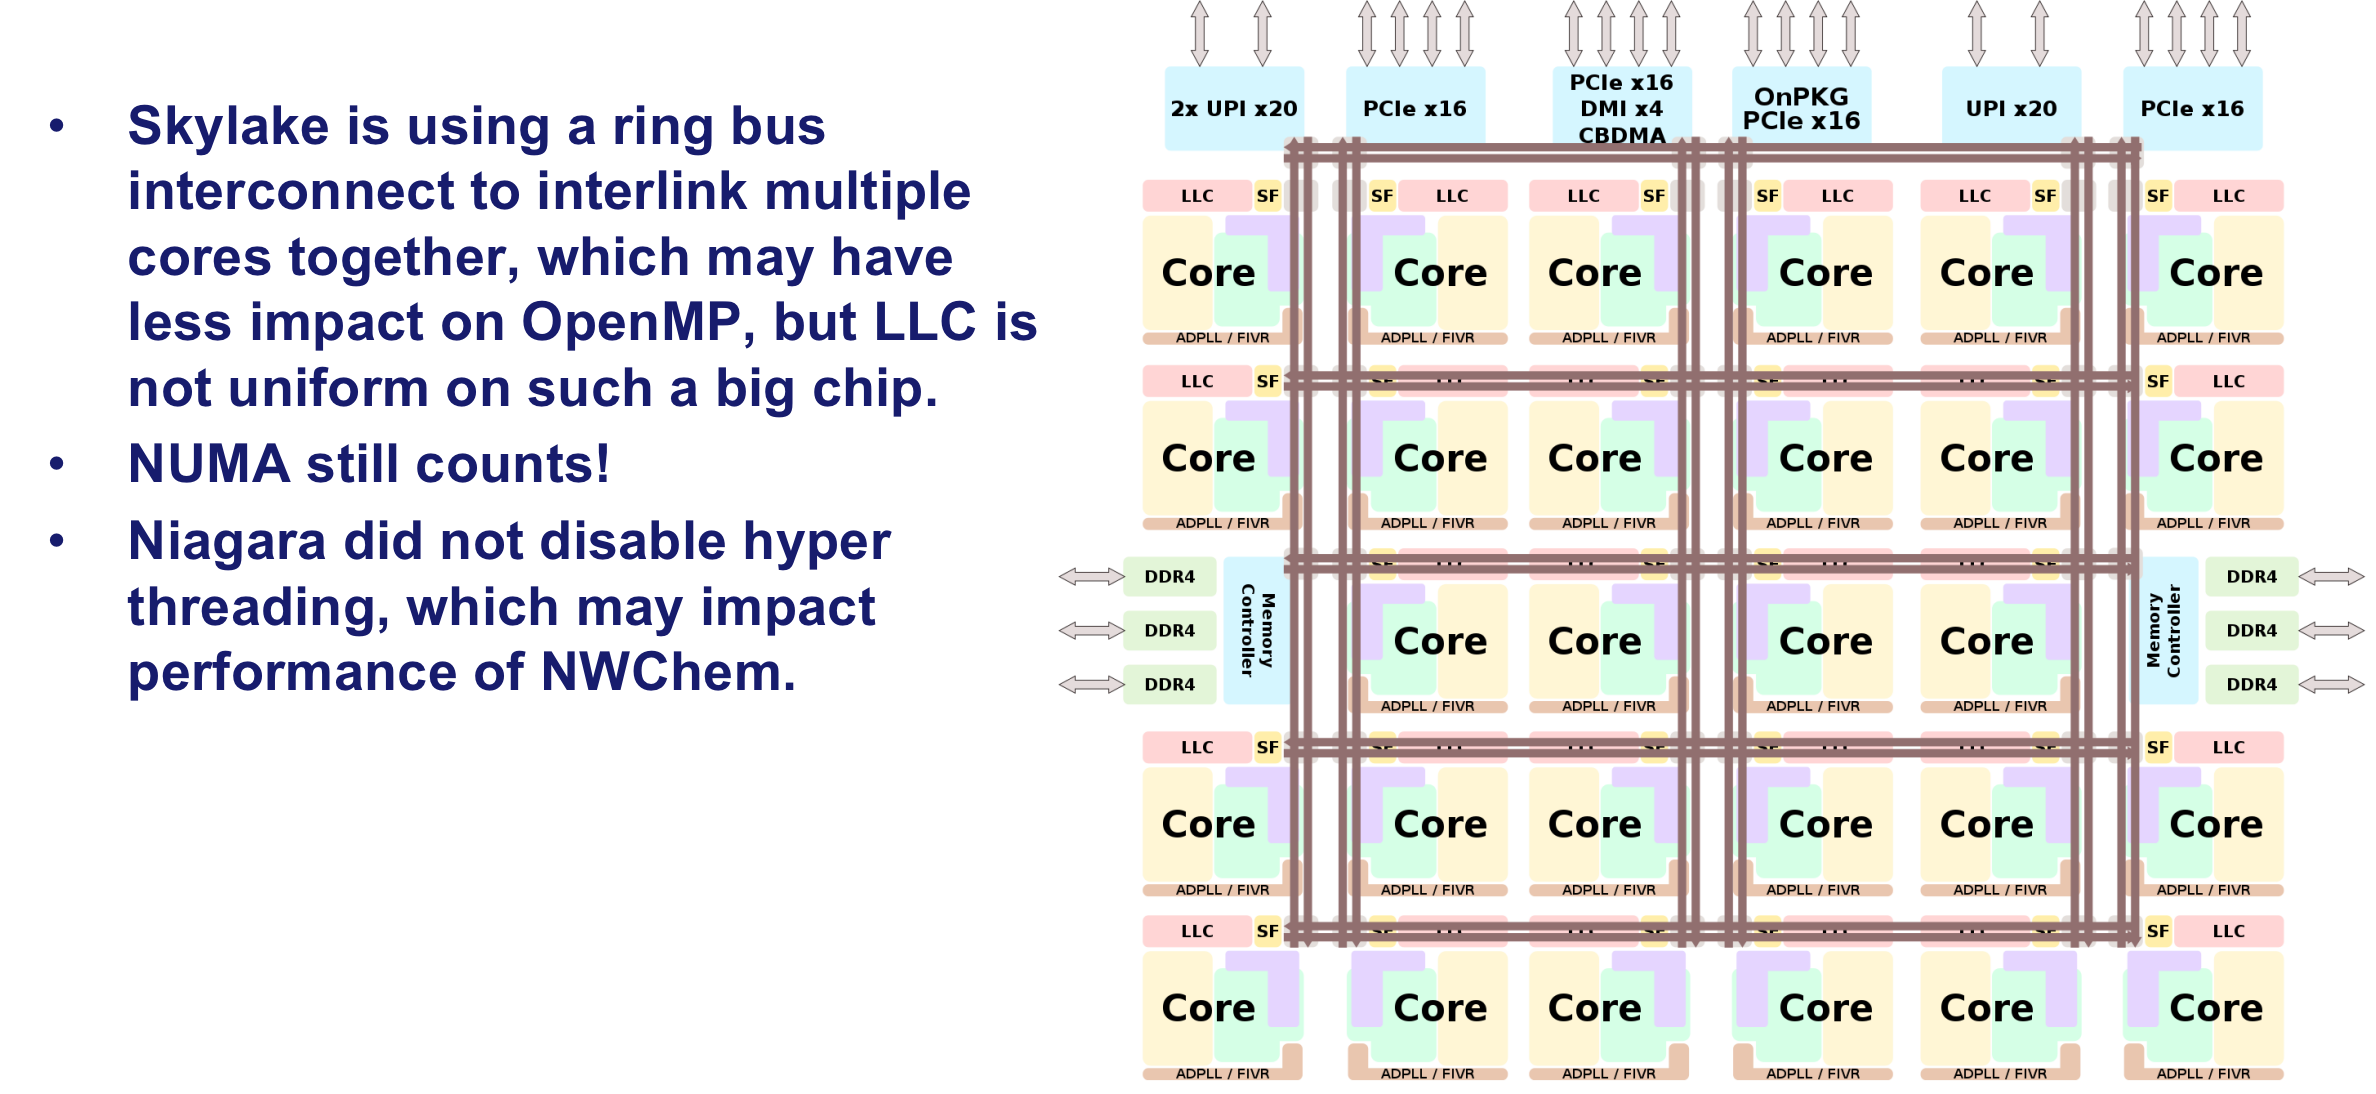 • Skylake is using a ring bus
interconnect to interlink multiple
cores together, which may have
less impact on OpenMP, but LLC is
not uniform on such a big chip.
• NUMA still counts!
• Niagara did not disable hyper
threading, which may impact
performance of NWChem.
2x UPI x20
PCIe x16
PCIe x16
DMI x4
CBDMA
OnPKG
PCIe x16
UPI x20
PCIe x16
LLC SF SF LLC LLC SF SF LLC LLC SF SF LLC
Core Core Core Core Core Core
ADPLL / FIVR ADPLL / FIVR ADPLL / FIVR ADPLL / FIVR ADPLL / FIVR ADPLL / FIVR
LLC SF SF LLC
Core Core Core Core Core Core
ADPLL / FIVR ADPLL / FIVR ADPLL / FIVR ADPLL / FIVR ADPLL / FIVR ADPLL / FIVR
DDR4
DDR4
DDR4
Memory
Controller
Core Core Core Core
ADPLL / FIVR ADPLL / FIVR ADPLL / FIVR ADPLL / FIVR
Memory
Controller
DDR4
DDR4
DDR4
LLC SF SF LLC
Core Core Core Core Core Core
ADPLL / FIVR ADPLL / FIVR ADPLL / FIVR ADPLL / FIVR ADPLL / FIVR ADPLL / FIVR
LLC SF SF LLC
Core Core Core Core Core Core
ADPLL / FIVR ADPLL / FIVR ADPLL / FIVR ADPLL / FIVR ADPLL / FIVR ADPLL / FIVR